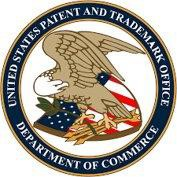 UNITED STATES PATENT AND TRADEMARK OFFICE
DEPARTMENT OF COMMERCE